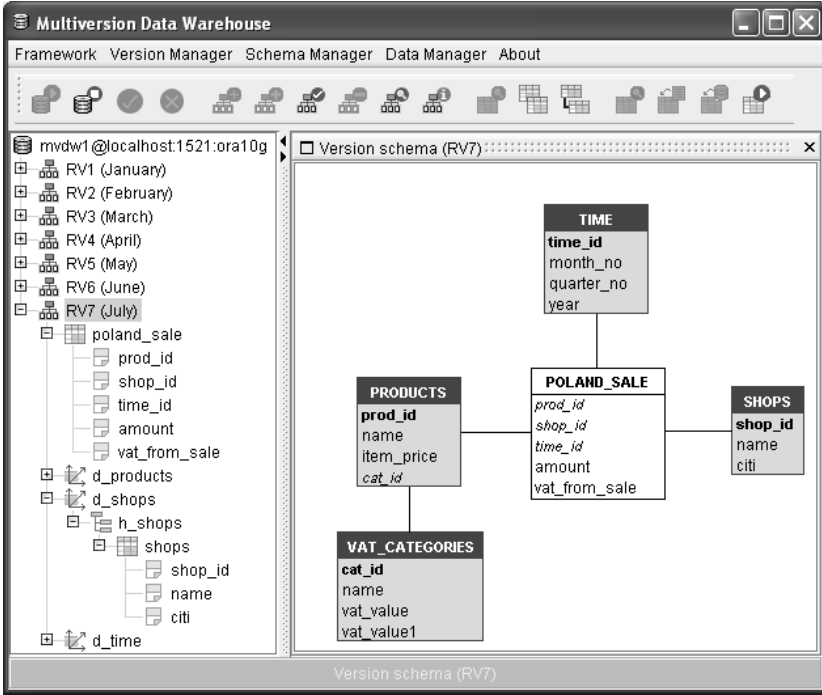 Multiversion Data Warehouse
Framework Version Manager Schema Manager Data Manager About
mvdw1@localhost:1521:ora10g
RV1 (January)
RV2 (February)
RV3 (March)
RV4 (April)
RV5 (May)
RV6 (June)
RV7 (July)
poland_sale
prod_id
shop_id
time_id
amount
vat_from_sale
d_products
d_shops
h_shops
shops
shop_id
name
citi
d_time
Version schema (RV7)
TIME
time_id
month_no
quarter_no
year
PRODUCTS
prod_id
name
item_price
cat_id
POLAND_SALE
prod_id
shop_id
time_id
amount
vat_from_sale
SHOPS
shop_id
name
citi
VAT_CATEGORIES
cat_id
name
vat_value
vat_value1
Version schema (RV7)